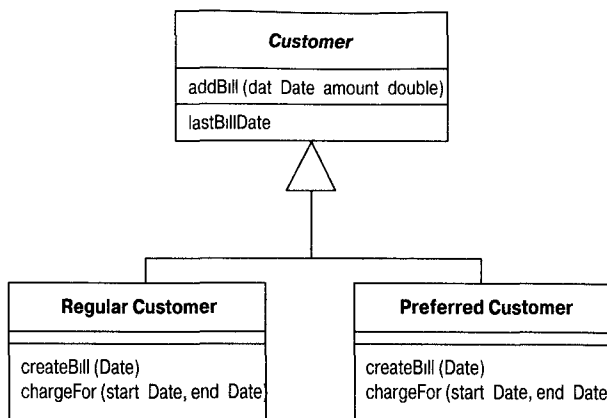 Customer
addBill (dat Date amount double)
lastBillDate
Regular Customer
createBill (Date)
chargeFor (start Date, end Date)
Preferred Customer
createBill (Date)
chargeFor (start Date, end Date